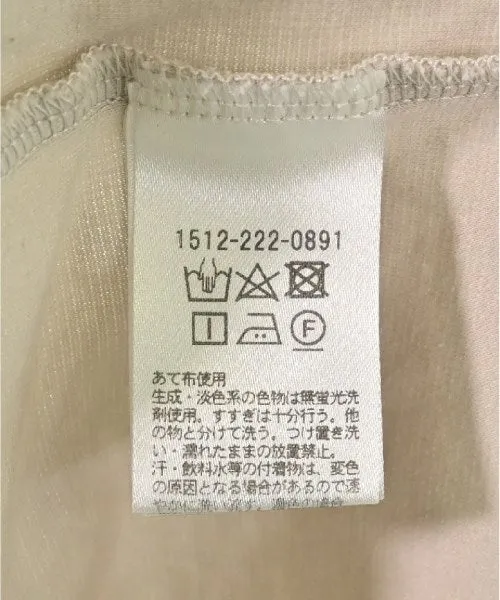 1512-222-0891
F
あて布使用
生成・淡色系の色物は無蛍光洗
剤使用。すすぎは十分行う。他
の物と分けて洗う。つけ置き洗
い・濡れたままの放置禁止。
汗・飲料水等の付着物は、変色
の原因となる場合があるので速